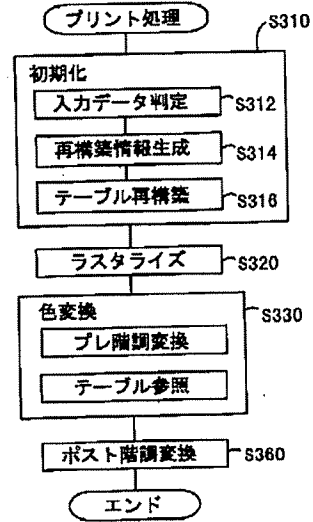 プリント処理
S310
初期化
入力データ判定
S312
再構築情報生成
S314
テーブル再構築
S316
ラスタライズ
S320
色変換
S330
プレ階調変換
テーブル参照
ポスト階調変換
S360
エンド